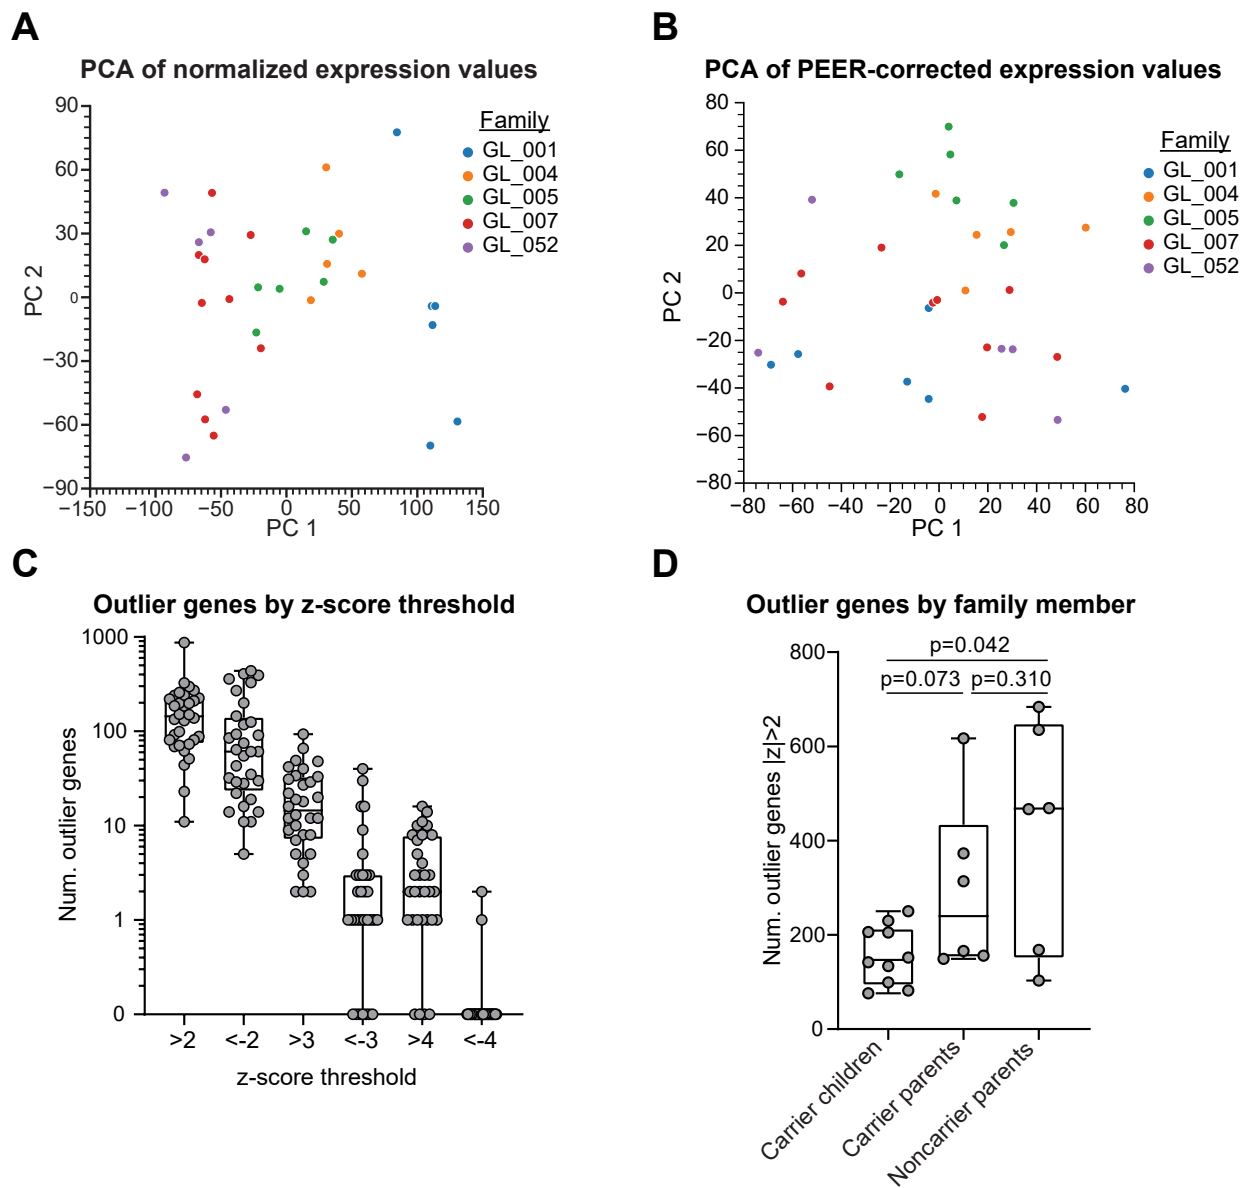 A
PCA of normalized expression values
90
60
30
0
−30
−60
−90
PC 2
−150 −100 −50 0 50 100 150
PC 1
Family
GL_001
GL_004
GL_005
GL_007
GL_052
B
PCA of PEER-corrected expression values
80
60
40
20
0
−20
−40
−60
−80
PC 2
−80 −60 −40 −20 0 20 40 60 80
PC 1
Family
GL_001
GL_004
GL_005
GL_007
GL_052
C
Outlier genes by z-score threshold
1000
100
10
1
0
Num. outlier genes
>2 <-2 >3 <-3 >4 <-4
z-score threshold
D
Outlier genes by family member
p=0.042
p=0.073 p=0.310
800
600
400
200
0
Num. outlier genes |z|>2
Carrier children
Carrier parents
Noncarrier parents